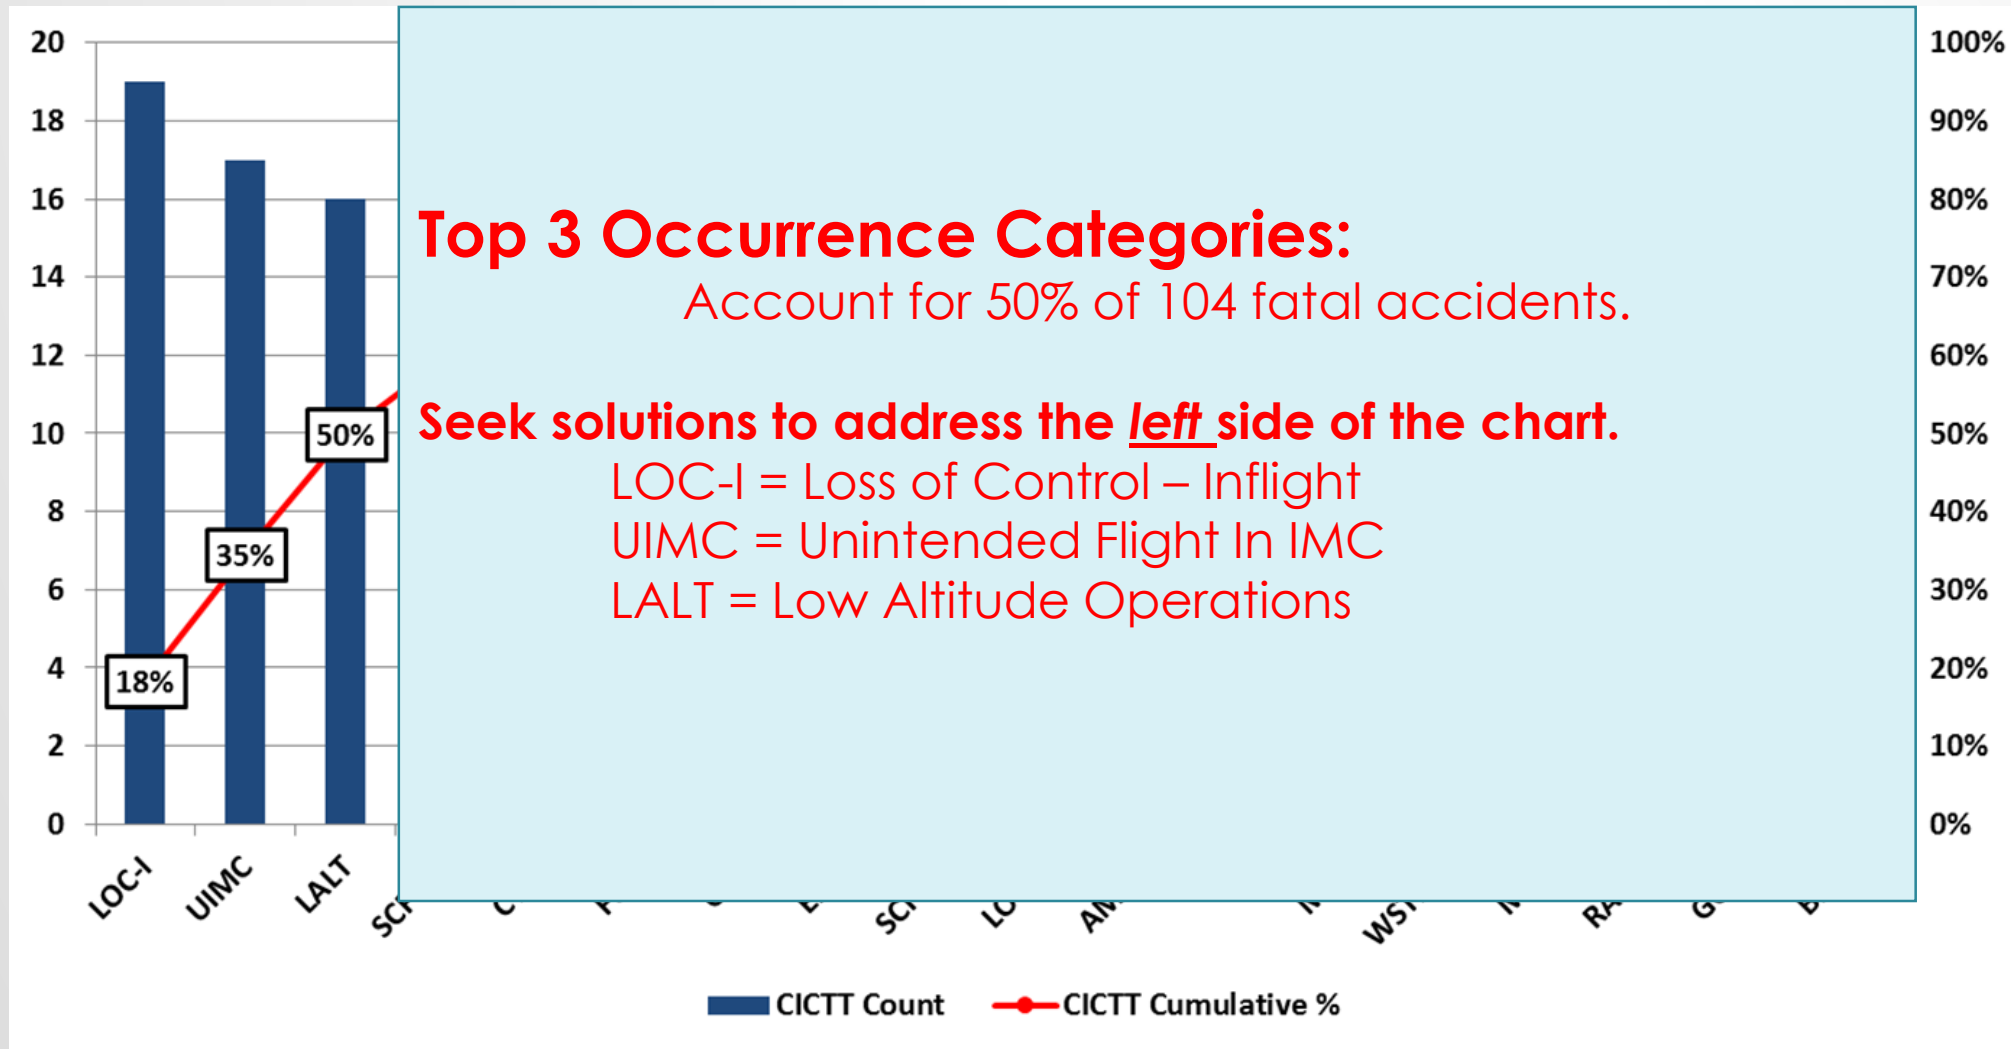 20
18
16
14
12
10
8
6
4
2
0
100%
90%
80%
70%
60%
50%
40%
30%
20%
10%
0%
18%
35%
50%
Top 3 Occurrence Categories:
Account for 50% of 104 fatal accidents.
Seek solutions to address the left side of the chart.
LOC-I = Loss of Control – Inflight
UIMC = Unintended Flight In IMC
LALT = Low Altitude Operations
LOC-I
UIMC
LALT
CICTT Count
CICTT Cumulative %